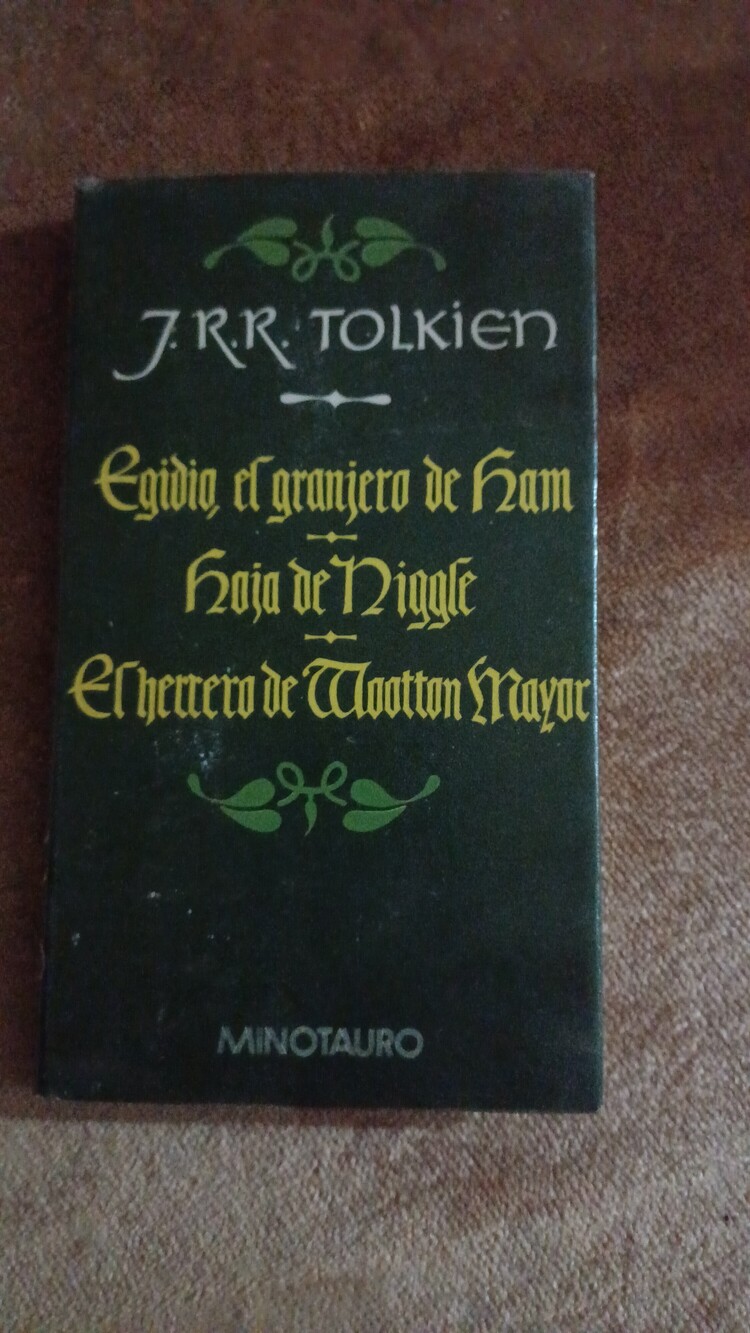 J.R.R. TOLKIEN
Egidio, el granjero de Ham
Hoja de Niggle
El herrero de Wootton Mayor
MINOTAURO